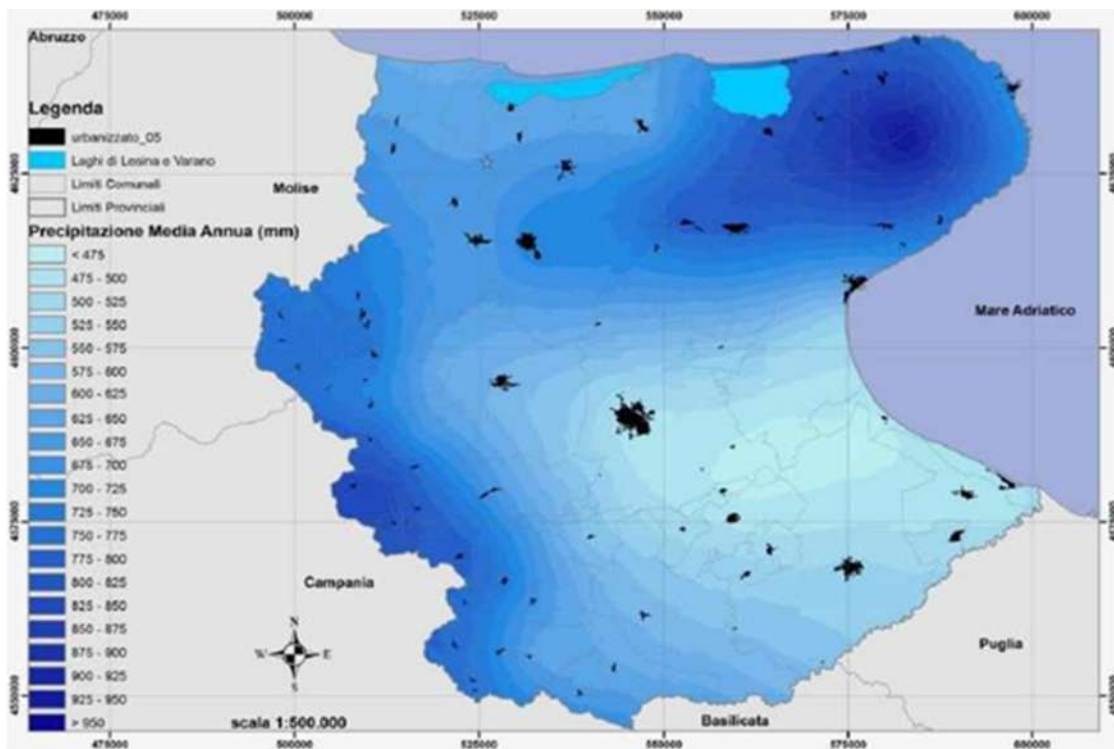 475000 500000 525000 550000 575000 600000
Abruzzo
Legenda
urbanizzato_05
Laghi di Lesina e Varano
Limiti Comunali
Limiti Provinciali
Precipitazione Media Annua (mm)
< 475
475 - 500
500 - 525
525 - 550
550 - 575
575 - 600
600 - 625
625 - 650
650 - 675
675 - 700
700 - 725
725 - 750
750 - 775
775 - 800
800 - 825
825 - 850
850 - 875
875 - 900
900 - 925
925 - 950
> 950
Molise
Mare Adriatico
Campania
Puglia
Basilicata
N
W E
S
scala 1:500.000
4625000
4600000
4575000
4550000
475000 500000 525000 550000 575000 600000